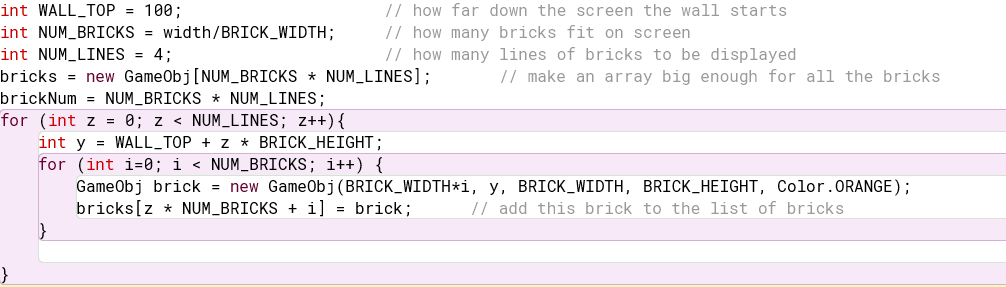 int WALL_TOP = 100; // how far down the screen the wall starts
int NUM_BRICKS = width/BRICK_WIDTH; // how many bricks fit on screen
int NUM_LINES = 4; // how many lines of bricks to be displayed
bricks = new GameObj[NUM_BRICKS * NUM_LINES]; // make an array big enough for all the bricks
brickNum = NUM_BRICKS * NUM_LINES;
for (int z = 0; z < NUM_LINES; z++){
int y = WALL_TOP + z * BRICK_HEIGHT;
for (int i=0; i < NUM_BRICKS; i++) {
GameObj brick = new GameObj(BRICK_WIDTH*i, y, BRICK_WIDTH, BRICK_HEIGHT, Color.ORANGE);
bricks[z * NUM_BRICKS + i] = brick; // add this brick to the list of bricks
}
}